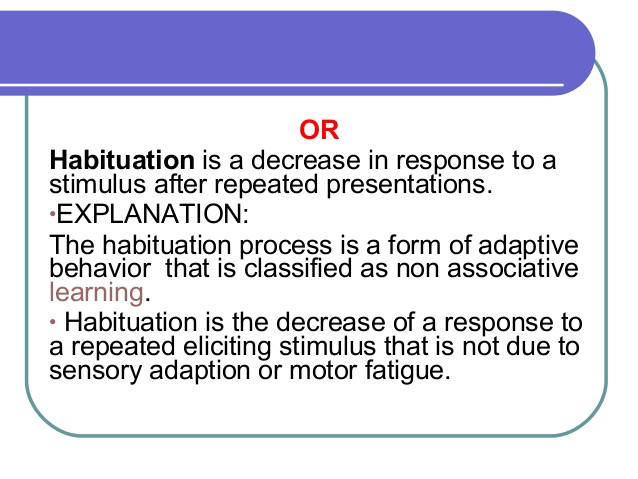 OR
Habituation is a decrease in response to a
stimulus after repeated presentations.
•EXPLANATION:
The habituation process is a form of adaptive
behavior  that is classified as non associative
learning.
• Habituation is the decrease of a response to
a repeated eliciting stimulus that is not due to
sensory adaption or motor fatigue.